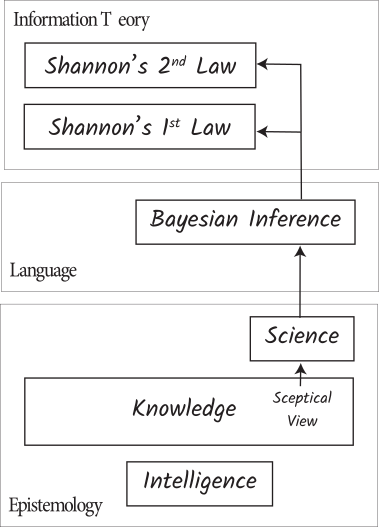 Information T eory
Shannon's 2nd Law
Shannon's 1st Law
Bayesian Inference
Language
Science
Knowledge
Sceptical
View
Intelligence
Epistemology